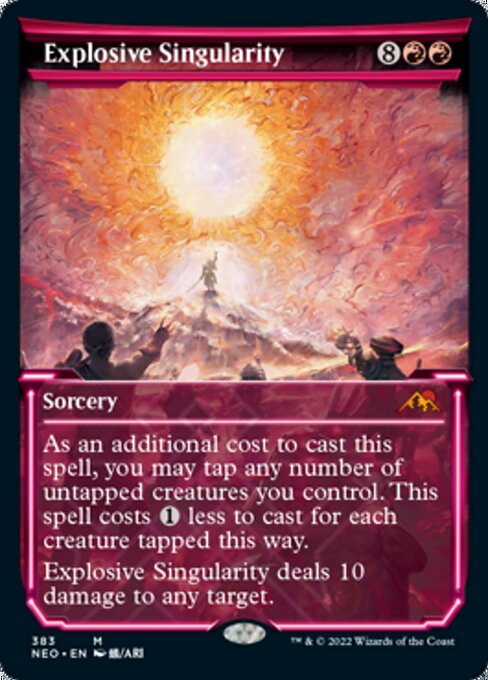 Explosive Singularity 8
Sorcery
As an additional cost to cast this
spell, you may tap any number of
untapped creatures you control. This
spell costs 1 less to cast for each
creature tapped this way.
Explosive Singularity deals 10
damage to any target.
383 M
NEO • EN 鴉/ARI
™ & © 2022 Wizards of the Coast